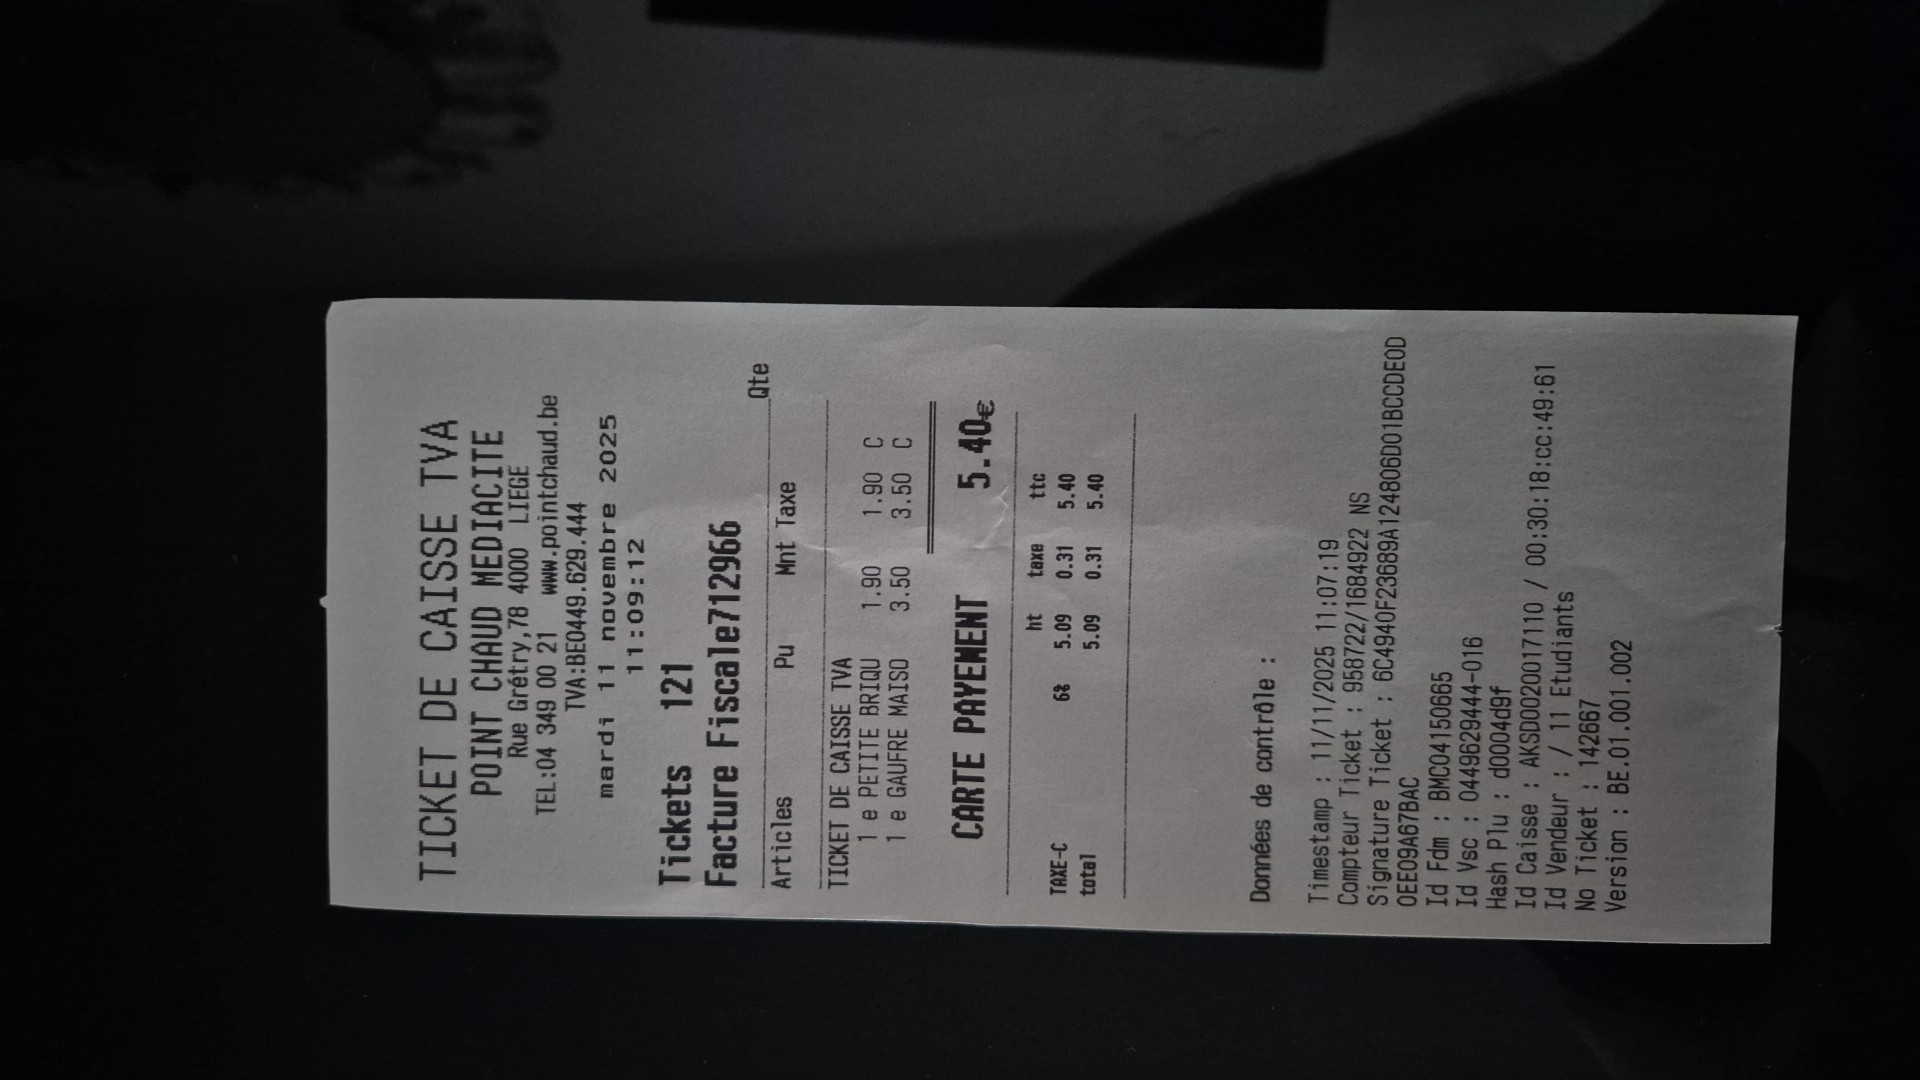 TICKET DE CAISSE TVA
POINT CHAUD MEDIACITE
Rue Grétry,78 4000 LIEGE
TEL:04 349 00 21 www.pointchaud.be
TVA:BE0449.629.444
mardi 11 novembre 2025
11:09:12
Tickets 121
Facture Fiscale712966
Qte
Articles Pu Mnt Taxe
TICKET DE CAISSE TVA
1 e PETITE BRIQU 1.90 1.90 C
1 e GAUFRE MAISO 3.50 3.50 C
CARTE PAYEMENT 5.40€
ht taxe ttc
TAXE-C 6% 5.09 0.31 5.40
total 5.09 0.31 5.40
Données de contrôle :
Timestamp : 11/11/2025 11:07:19
Compteur Ticket : 958722/1684922 NS
Signature Ticket : 6C4940F23689A124806D01BCCDE0D
0EE09A67BAC
Id Fdm : BMC04150665
Id Vsc : 0449629444-016
Hash Plu : d0004d9f
Id Caisse : AKSD0020017110 / 00:30:18:cc:49:61
Id Vendeur : / 11 Etudiants
No Ticket : 142667
Version : BE.01.001.002